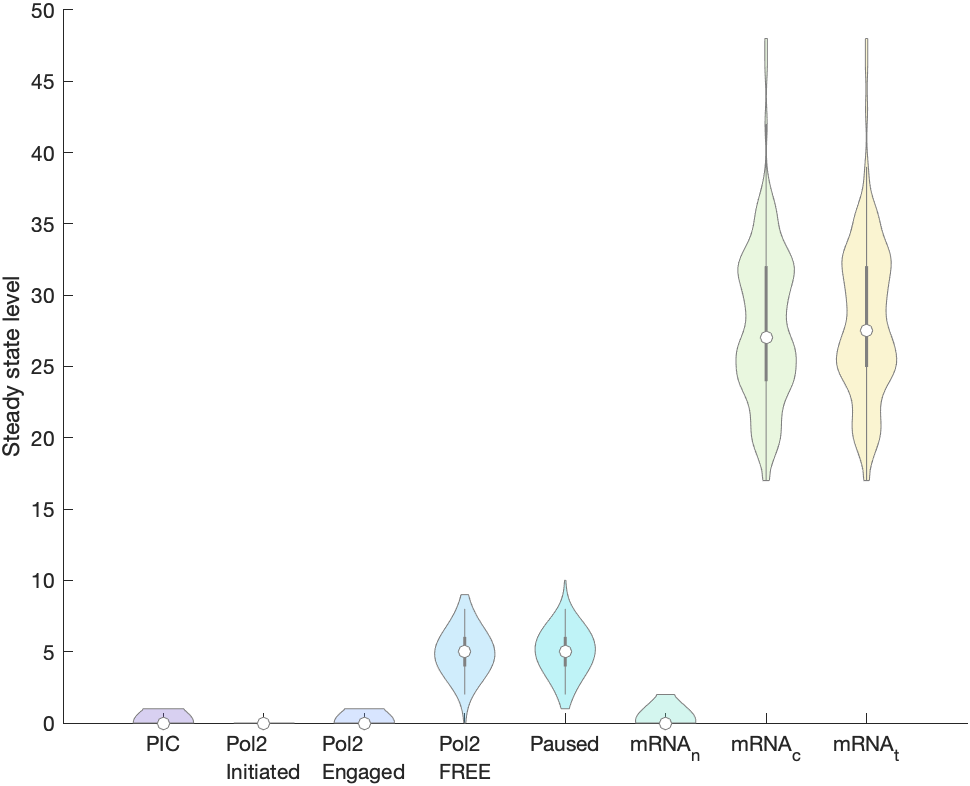 50
45
40
35
30
25
20
15
10
5
0
Steady state level
PIC
Pol2
Initiated
Pol2
Engaged
Pol2
FREE
Paused
mRNAn
mRNAc
mRNAt